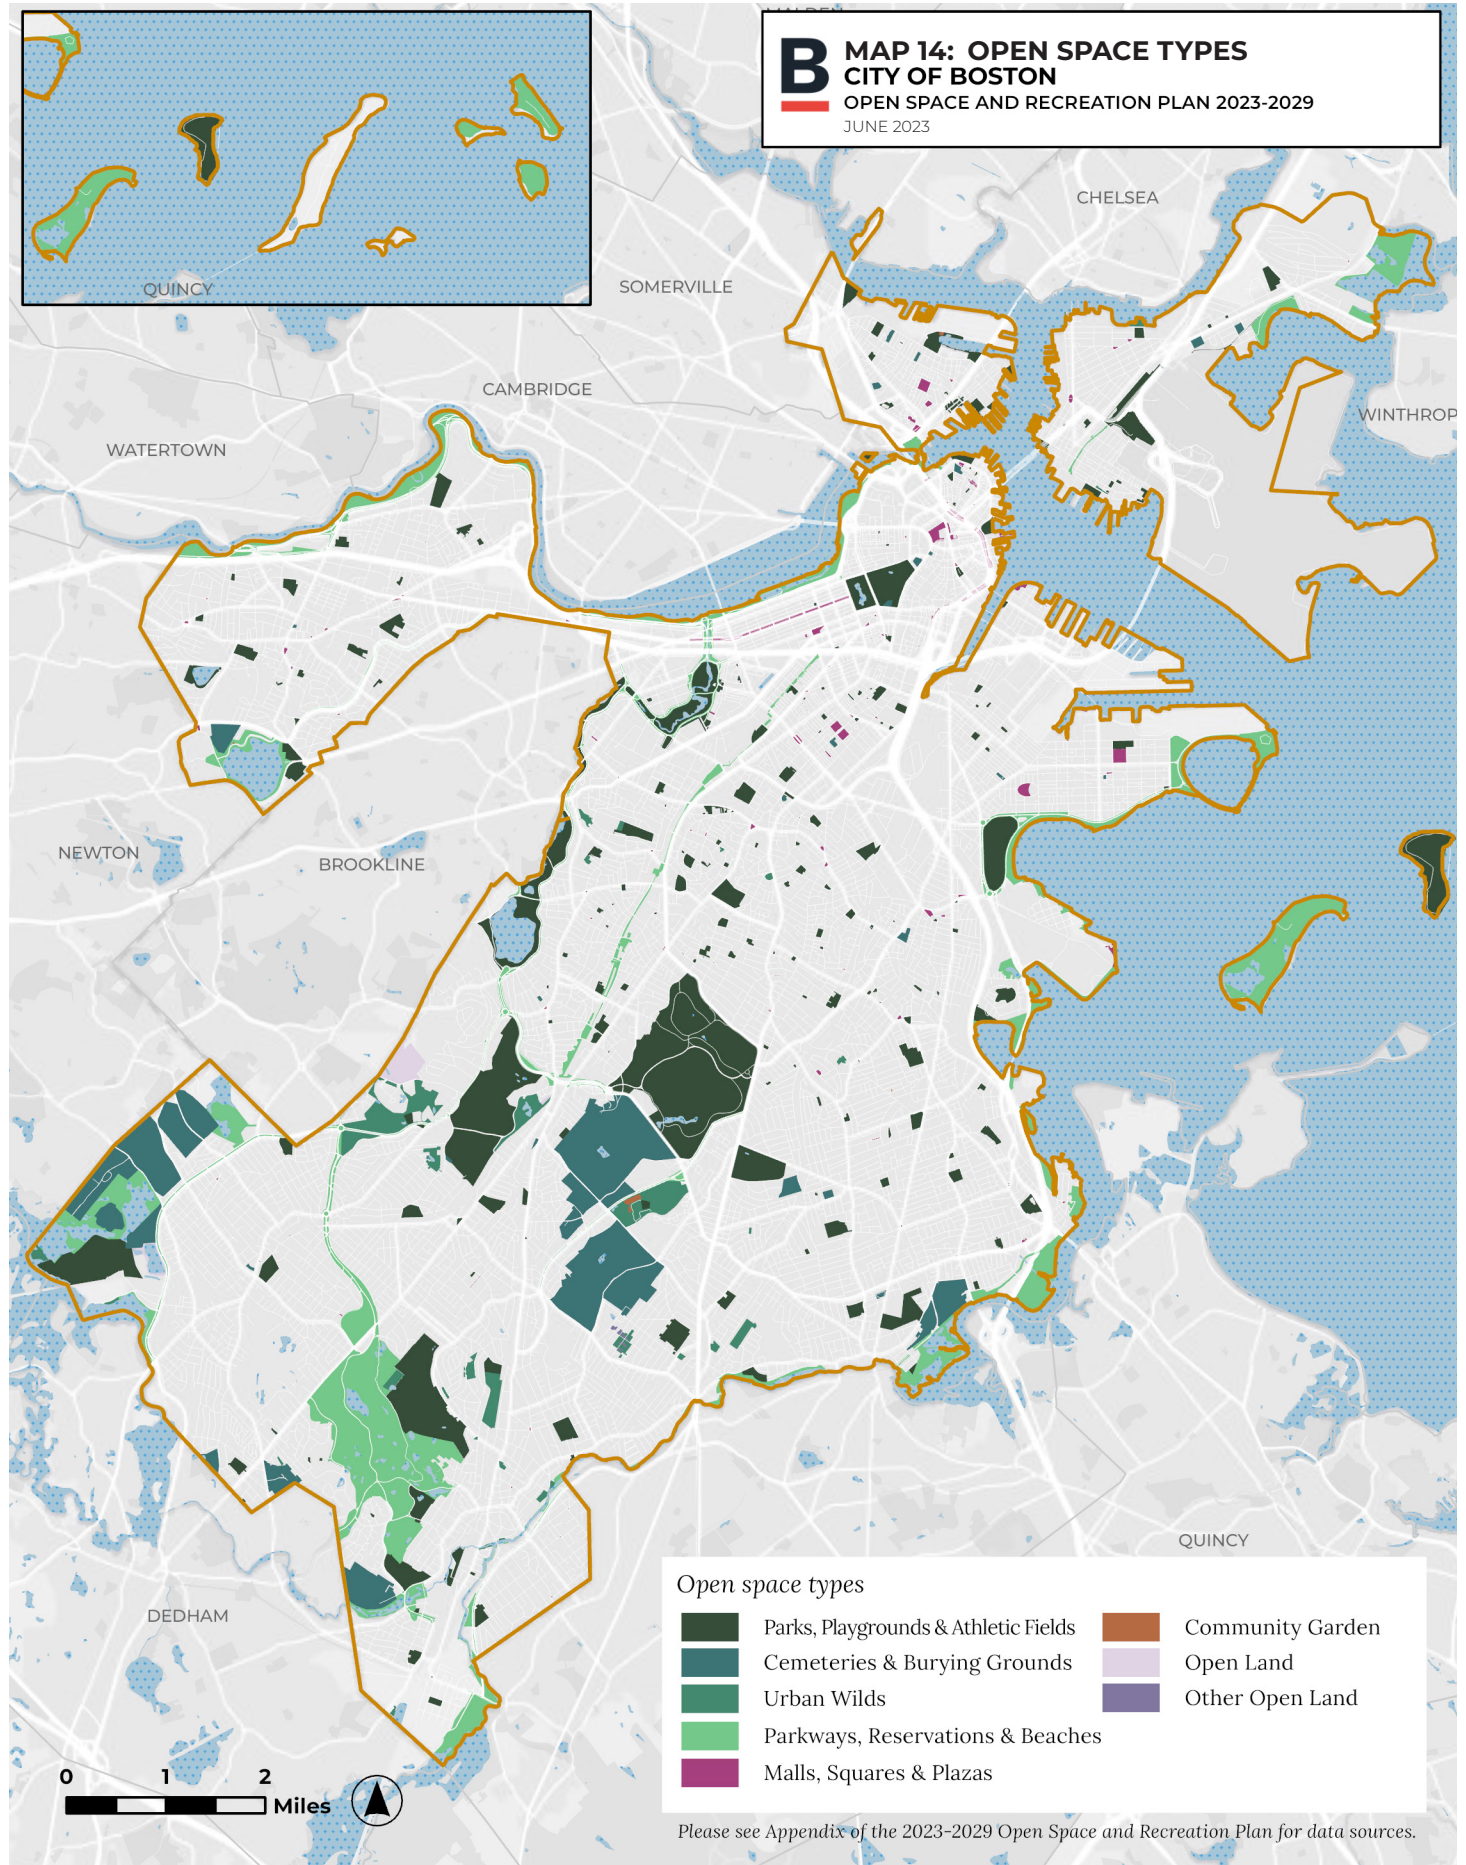 MALDEN
B
MAP 14: OPEN SPACE TYPES
CITY OF BOSTON
OPEN SPACE AND RECREATION PLAN 2023-2029
JUNE 2023
CHELSEA
SOMERVILLE
QUINCY
CAMBRIDGE
WINTHROP
WATERTOWN
NEWTON
BROOKLINE
QUINCY
DEDHAM
Open space types
Parks, Playgrounds & Athletic Fields
Cemeteries & Burying Grounds
Urban Wilds
Parkways, Reservations & Beaches
Malls, Squares & Plazas
Community Garden
Open Land
Other Open Land
0 1 2
Miles
Please see Appendix of the 2023-2029 Open Space and Recreation Plan for data sources.